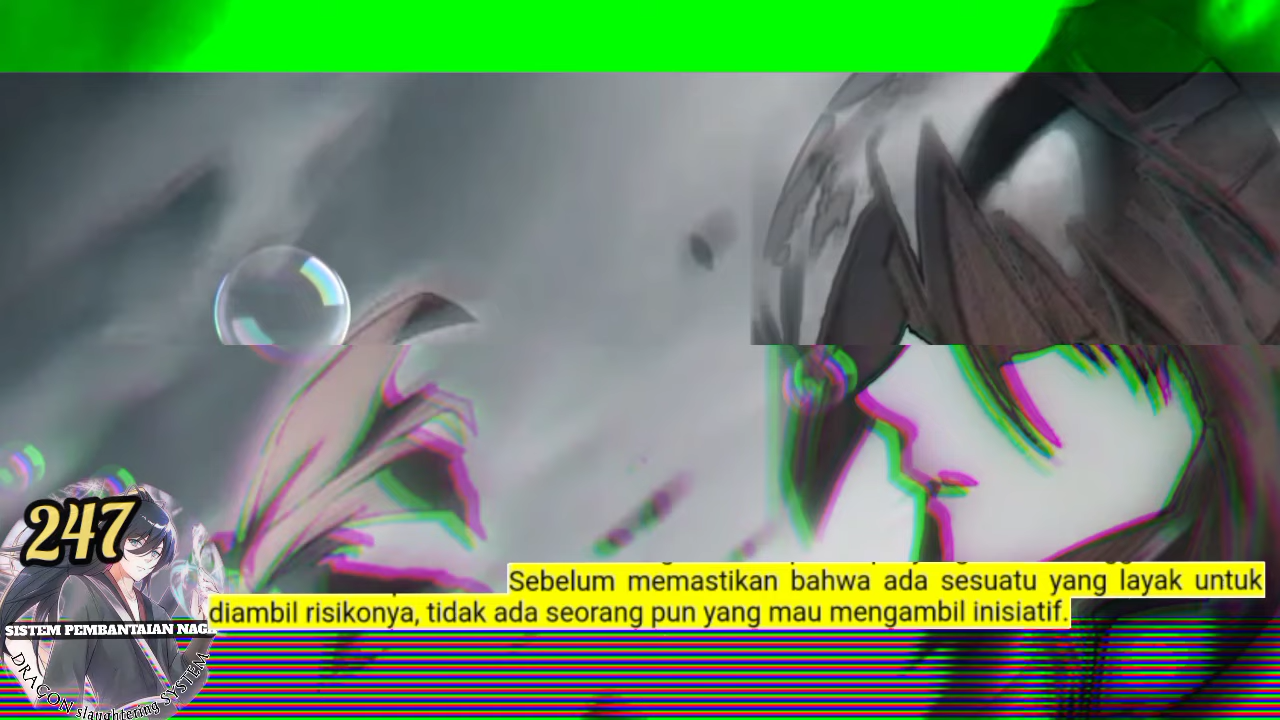 247
Sebelum memastikan bahwa ada sesuatu yang layak untuk
diambil risikonya, tidak ada seorang pun yang mau mengambil inisiatif.
SISTEM PEMBANTAIAN NAG
DRAGON slaughtering SYSTEM